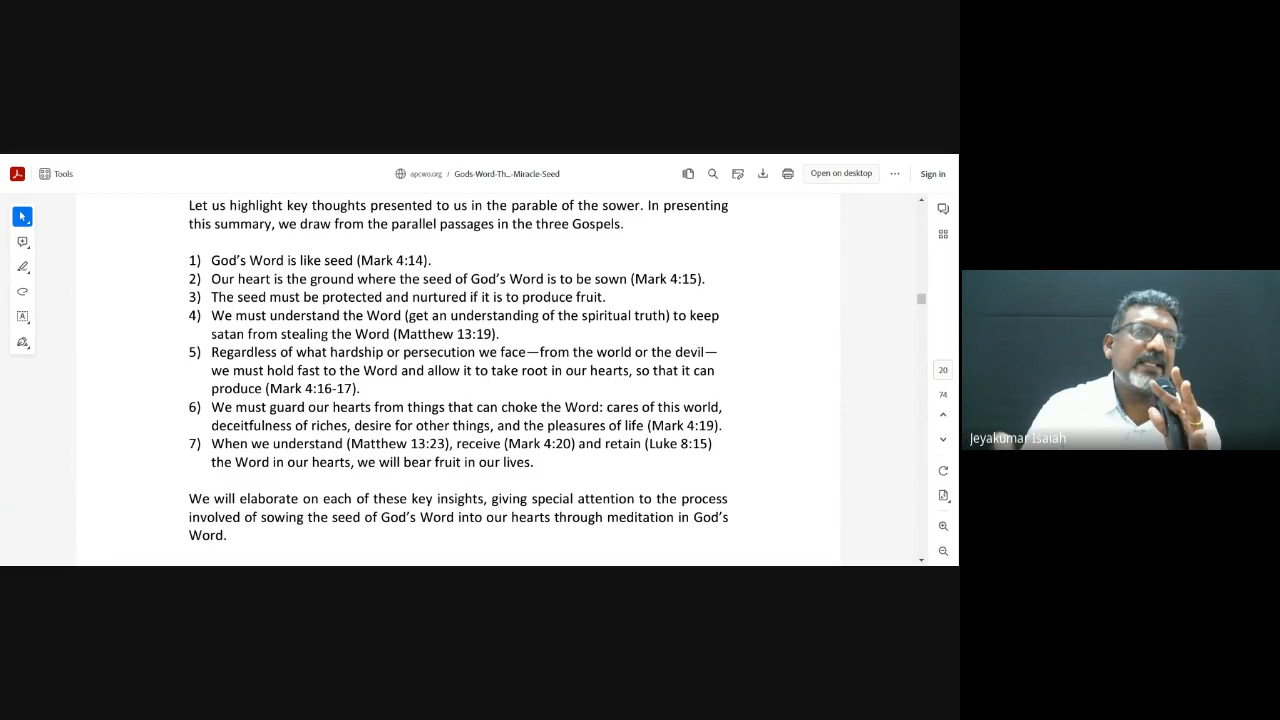 Tools
apcwo.org / Gods-Word-Th...-Miracle-Seed
Open on desktop
Sign in
Let us highlight key thoughts presented to us in the parable of the sower. In presenting
this summary, we draw from the parallel passages in the three Gospels.
1) God's Word is like seed (Mark 4:14).
2) Our heart is the ground where the seed of God's Word is to be sown (Mark 4:15).
3) The seed must be protected and nurtured if it is to produce fruit.
4) We must understand the Word (get an understanding of the spiritual truth) to keep
satan from stealing the Word (Matthew 13:19).
5) Regardless of what hardship or persecution we face—from the world or the devil—
we must hold fast to the Word and allow it to take root in our hearts, so that it can
produce (Mark 4:16-17).
6) We must guard our hearts from things that can choke the Word: cares of this world,
deceitfulness of riches, desire for other things, and the pleasures of life (Mark 4:19).
7) When we understand (Matthew 13:23), receive (Mark 4:20) and retain (Luke 8:15)
the Word in our hearts, we will bear fruit in our lives.
We will elaborate on each of these key insights, giving special attention to the process
involved of sowing the seed of God's Word into our hearts through meditation in God's
Word.
20
74
Jeyakumar Isaiah